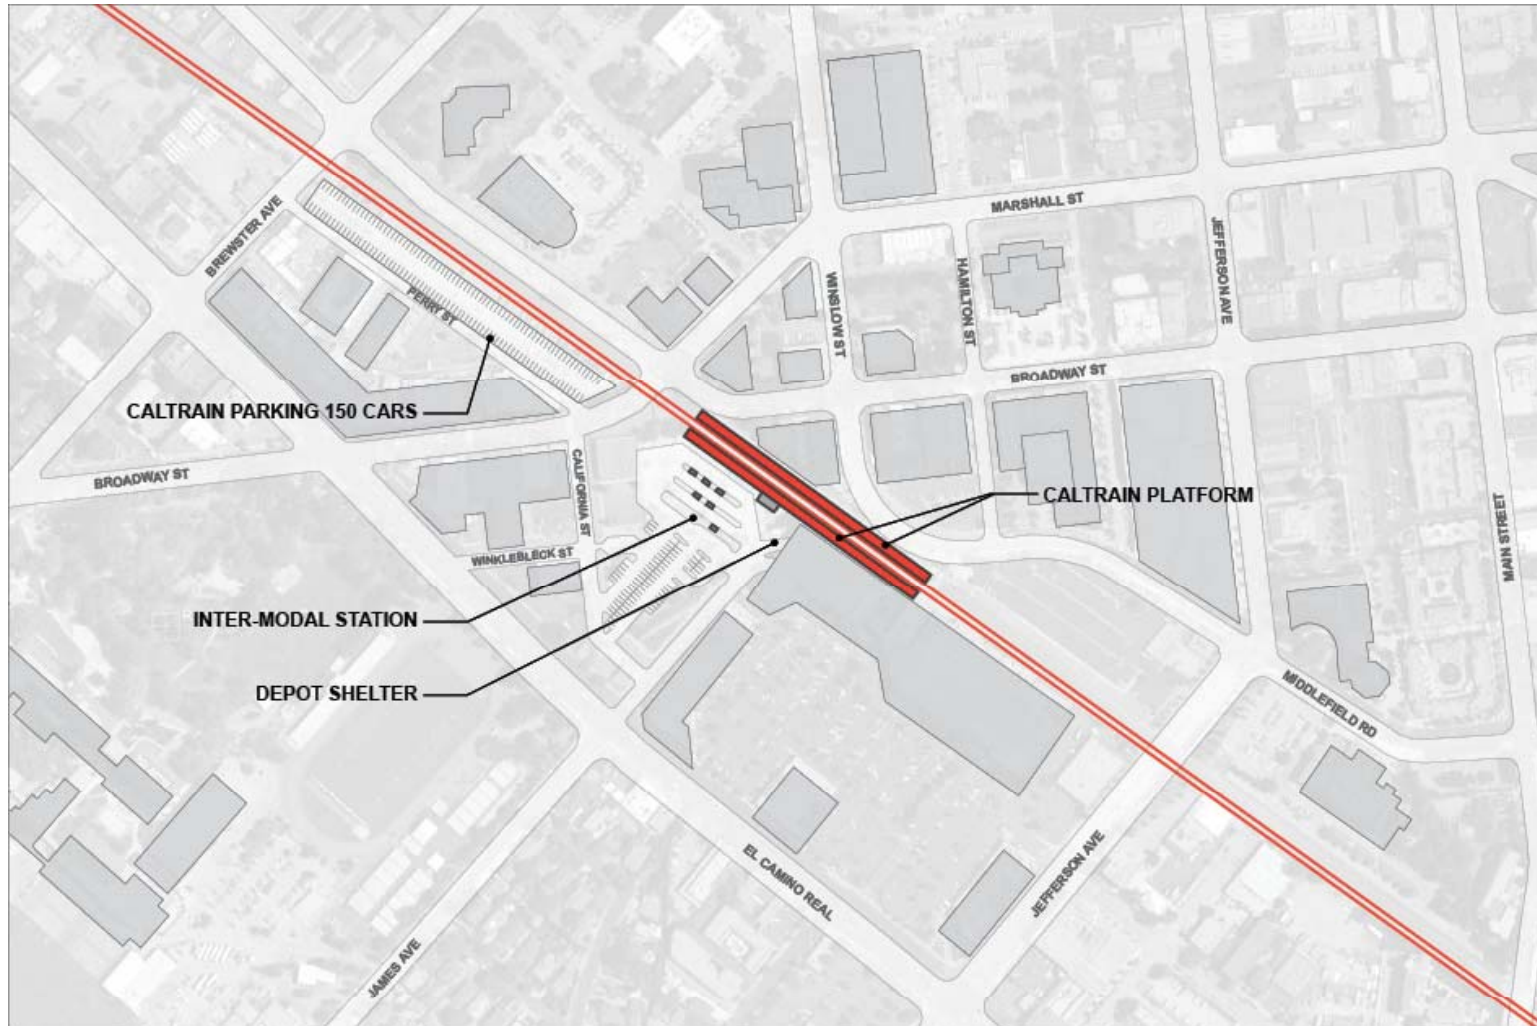 MARSHALL ST
BREWSTER AVE
JEFFERSON AVE
WINSLOW ST
HAMILTON ST
PERRY ST
BROADWAY ST
CALTRAIN PARKING 150 CARS
BROADWAY ST
CALIFORNIA ST
CALTRAIN PLATFORM
MAIN STREET
WINKLEBLECK ST
INTER-MODAL STATION
DEPOT SHELTER
MIDDLEFIELD RD
EL CAMINO REAL
JEFFERSON AVE
JAMES AVE